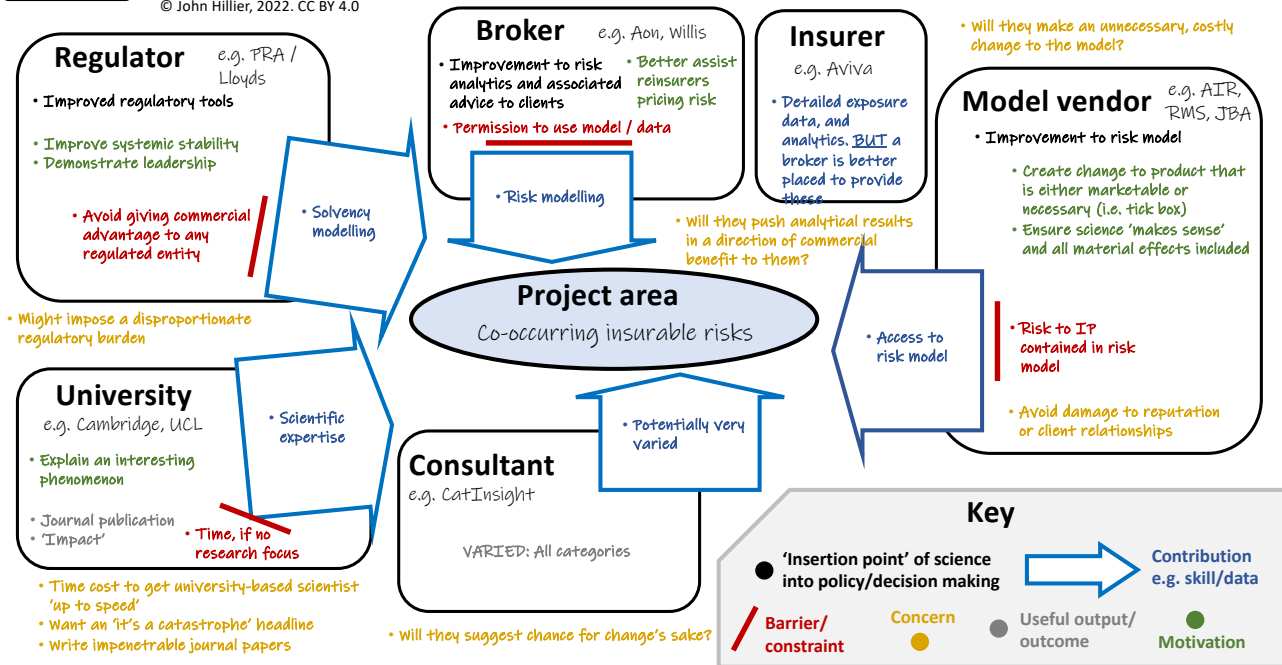 © John Hillier, 2022. CC BY 4.0
Regulator
e.g. PRA /
Lloyds
• Improved regulatory tools
• Improve systemic stability
• Demonstrate leadership
• Avoid giving commercial
advantage to any
regulated entity
• Solvency
modelling
• Might impose a disproportionate
regulatory burden
Broker
e.g. Aon, Willis
• Improvement to risk
analytics and associated
advice to clients
• Better assist
reinsurers
pricing risk
• Permission to use model / data
• Risk modelling
Insurer
e.g. Aviva
• Detailed exposure
data, and
analytics. BUT a
broker is better
placed to provide
these
• Will they push analytical results
in a direction of commercial
benefit to them?
• Will they make an unnecessary, costly
change to the model?
Model vendor
e.g. AIR,
RMS, JBA
• Improvement to risk model
• Create change to product that
is either marketable or
necessary (i.e. tick box)
• Ensure science 'makes sense'
and all material effects included
• Access to
risk model
• Risk to IP
contained in risk
model
• Avoid damage to reputation
or client relationships
Project area
Co-occurring insurable risks
University
e.g. Cambridge, UCL
• Explain an interesting
phenomenon
• Journal publication
• 'Impact'
• Scientific
expertise
• Time, if no
research focus
• Time cost to get university-based scientist
'up to speed'
• Want an 'it's a catastrophe' headline
• Write impenetrable journal papers
Consultant
e.g. CatInsight
VARIED: All categories
• Potentially very
varied
• Will they suggest chance for change's sake?
Key
'Insertion point' of science
into policy/decision making
Contribution
e.g. skill/data
Barrier/
constraint
Concern
Useful output/
outcome
Motivation